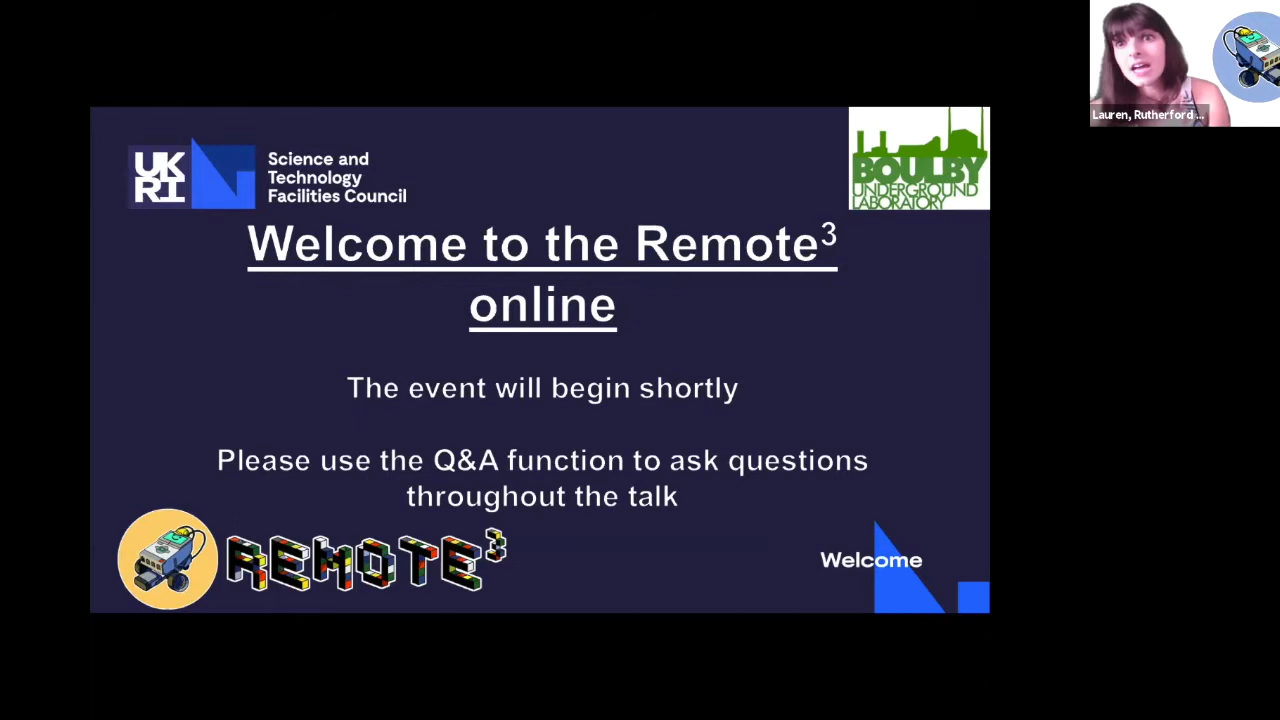 Lauren, Rutherford ...
UK
RI
Science and
Technology
Facilities Council
BOULBY
UNDERGROUND
LABORATORY
Welcome to the Remote³
online
The event will begin shortly
Please use the Q&A function to ask questions
throughout the talk
REMOTE³
Welcome